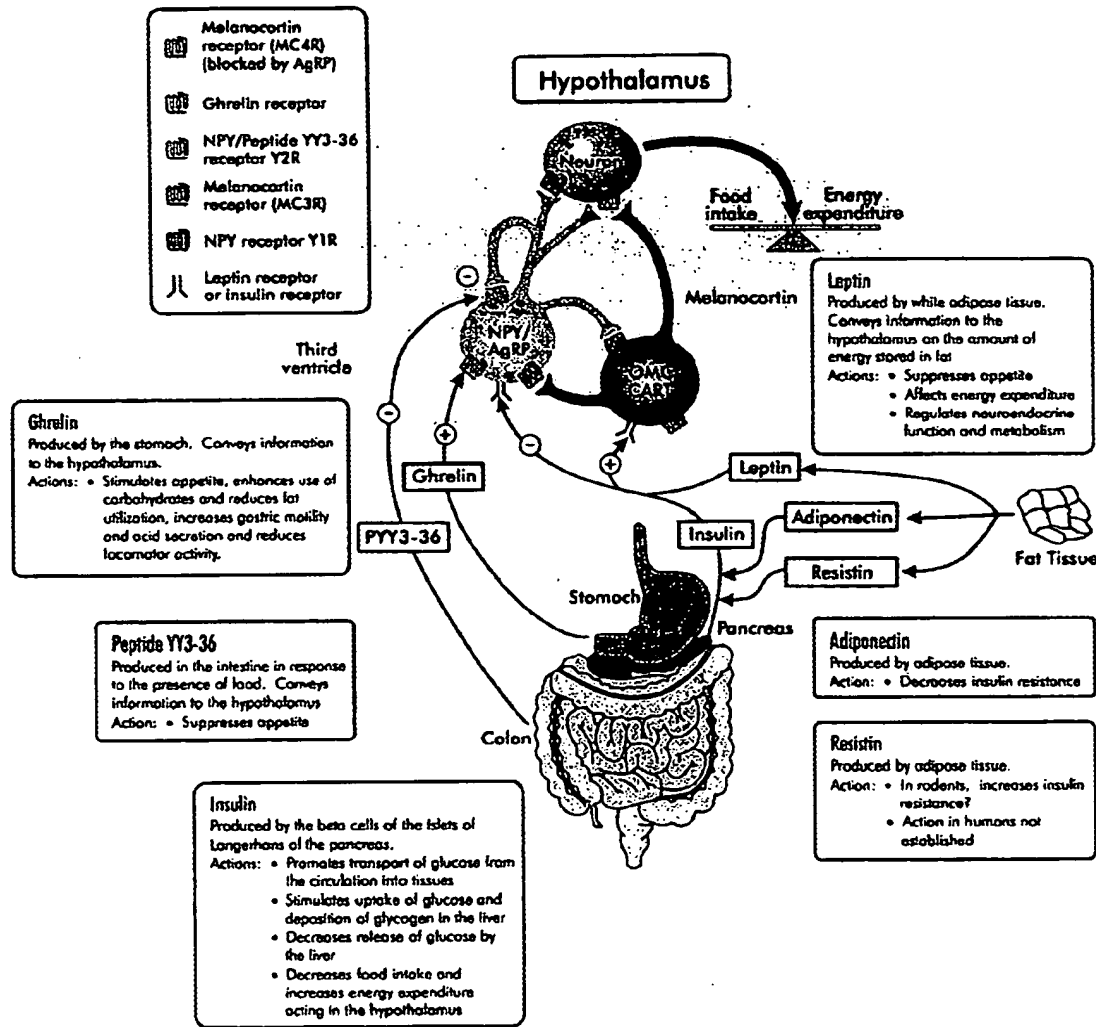 Melanocortin
receptor (MC4R)
(blocked by AgRP)
Ghrelin receptor
NPY/Peptide YY3-36
receptor Y2R
Melanocortin
receptor (MC3R)
NPY receptor Y1R
Leptin receptor
or insulin receptor
Hypothalamus
Neuron
Food
intake
Energy
expenditure
Melanocortin
NPY/
AgRP
CART
Third
ventricle
Leptin
Produced by while adipose tissue.
Conveys information to the
hypothalamus on the amount of
energy stored in fat
Actions: • Suppresses appetite
• Affects energy expenditure
• Regulates neuroendocrine
function and metabolism
Ghrelin
Produced by the stomach. Conveys information
to the hypothalamus.
Actions: • Stimulates appetite, enhances use of
carbohydrates and reduces fat
utilization, increases gastric motility
and acid secretion and reduces
locomotor activity.
Ghrelin
PYY3-36
Leptin
Insulin
Adiponectin
Resistin
Fat Tissue
Stomach
Pancreas
Colon
Peptide YY3-36
Produced in the intestine in response
to the presence of food. Conveys
information to the hypothalamus
Action: • Suppresses appetite
Adiponectin
Produced by adipose tissue.
Action: • Decreases insulin resistance
Resistin
Produced by adipose tissue.
Action: • In rodents, increases insulin
resistance?
• Action in humans not
established
Insulin
Produced by the beta cells of the Islets of
Langerhans of the pancreas.
Actions: • Promotes transport of glucose from
the circulation into tissues
• Stimulates uptake of glucose and
deposition of glycogen in the liver
• Decreases release of glucose by
the liver
• Decreases food intake and
increases energy expenditure
acting in the hypothalamus